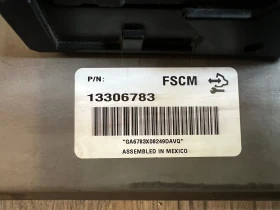 P/N: FSCM
13306783
"GA6783X08249DAVQ"
ASSEMBLED IN MEXICO